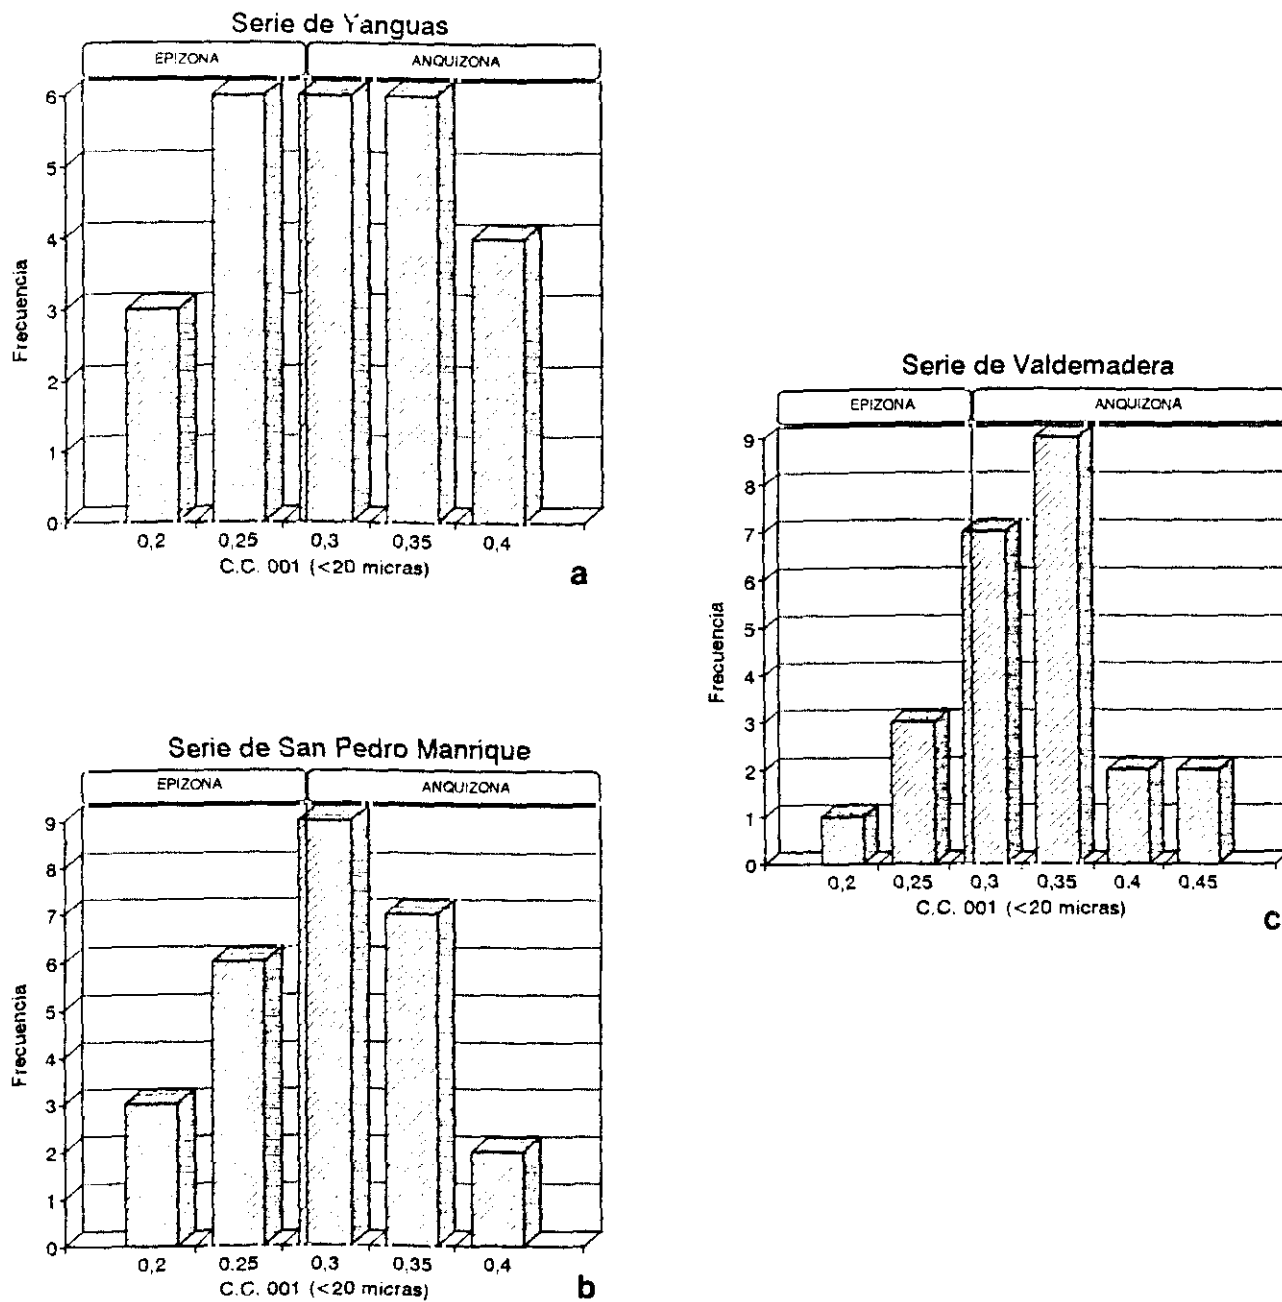 Serie de Yanguas
EPIZONA ANQUIZONA
6
5
4
3
2
1
0
Frecuencia
0,2 0,25 0,3 0,35 0,4
C.C. 001 (<20 micras)
a
Serie de San Pedro Manrique
EPIZONA ANQUIZONA
9
8
7
6
5
4
3
2
1
0
Frecuencia
0,2 0.25 0,3 0,35 0,4
C.C. 001 (<20 micras)
b
Serie de Valdemadera
EPIZONA ANQUIZONA
9
8
7
6
5
4
3
2
1
0
Frecuencia
0,2 0,25 0,3 0,35 0,4 0,45
C.C. 001 (<20 micras)
c